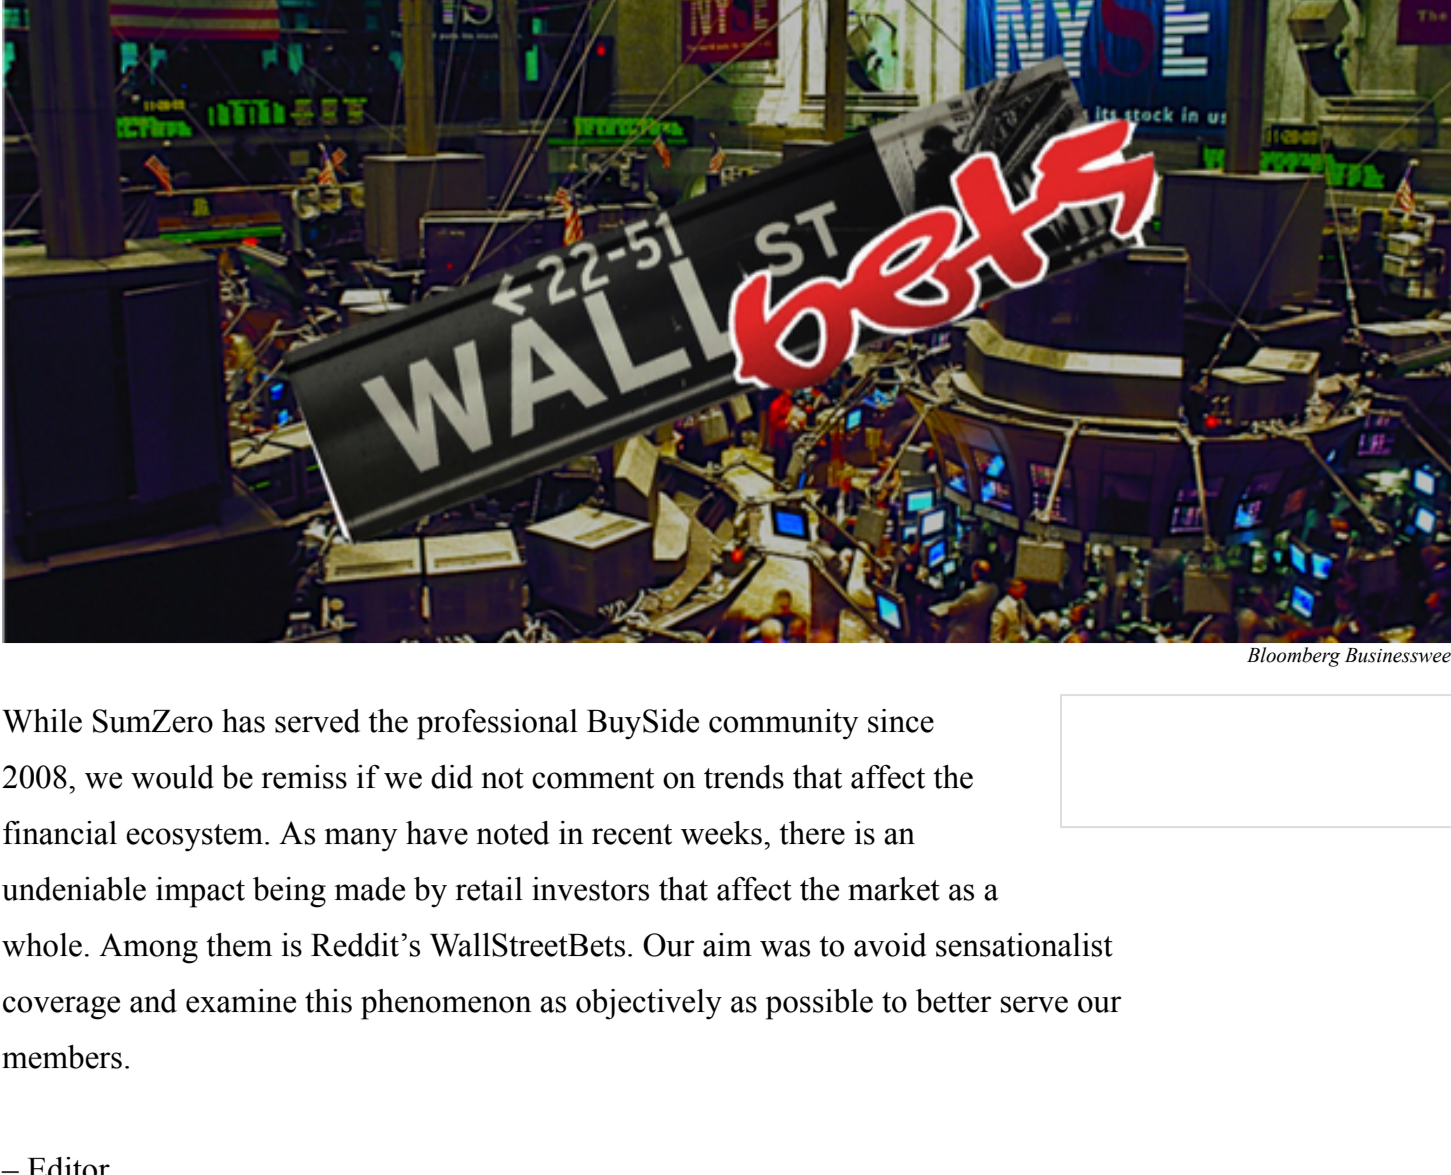 NYSE
NYSE
its stock in us
The
←22-51
WALL ST
bets
Bloomberg Businesswee
While SumZero has served the professional BuySide community since
2008, we would be remiss if we did not comment on trends that affect the
financial ecosystem. As many have noted in recent weeks, there is an
undeniable impact being made by retail investors that affect the market as a
whole. Among them is Reddit’s WallStreetBets. Our aim was to avoid sensationalist
coverage and examine this phenomenon as objectively as possible to better serve our
members.
– Editor